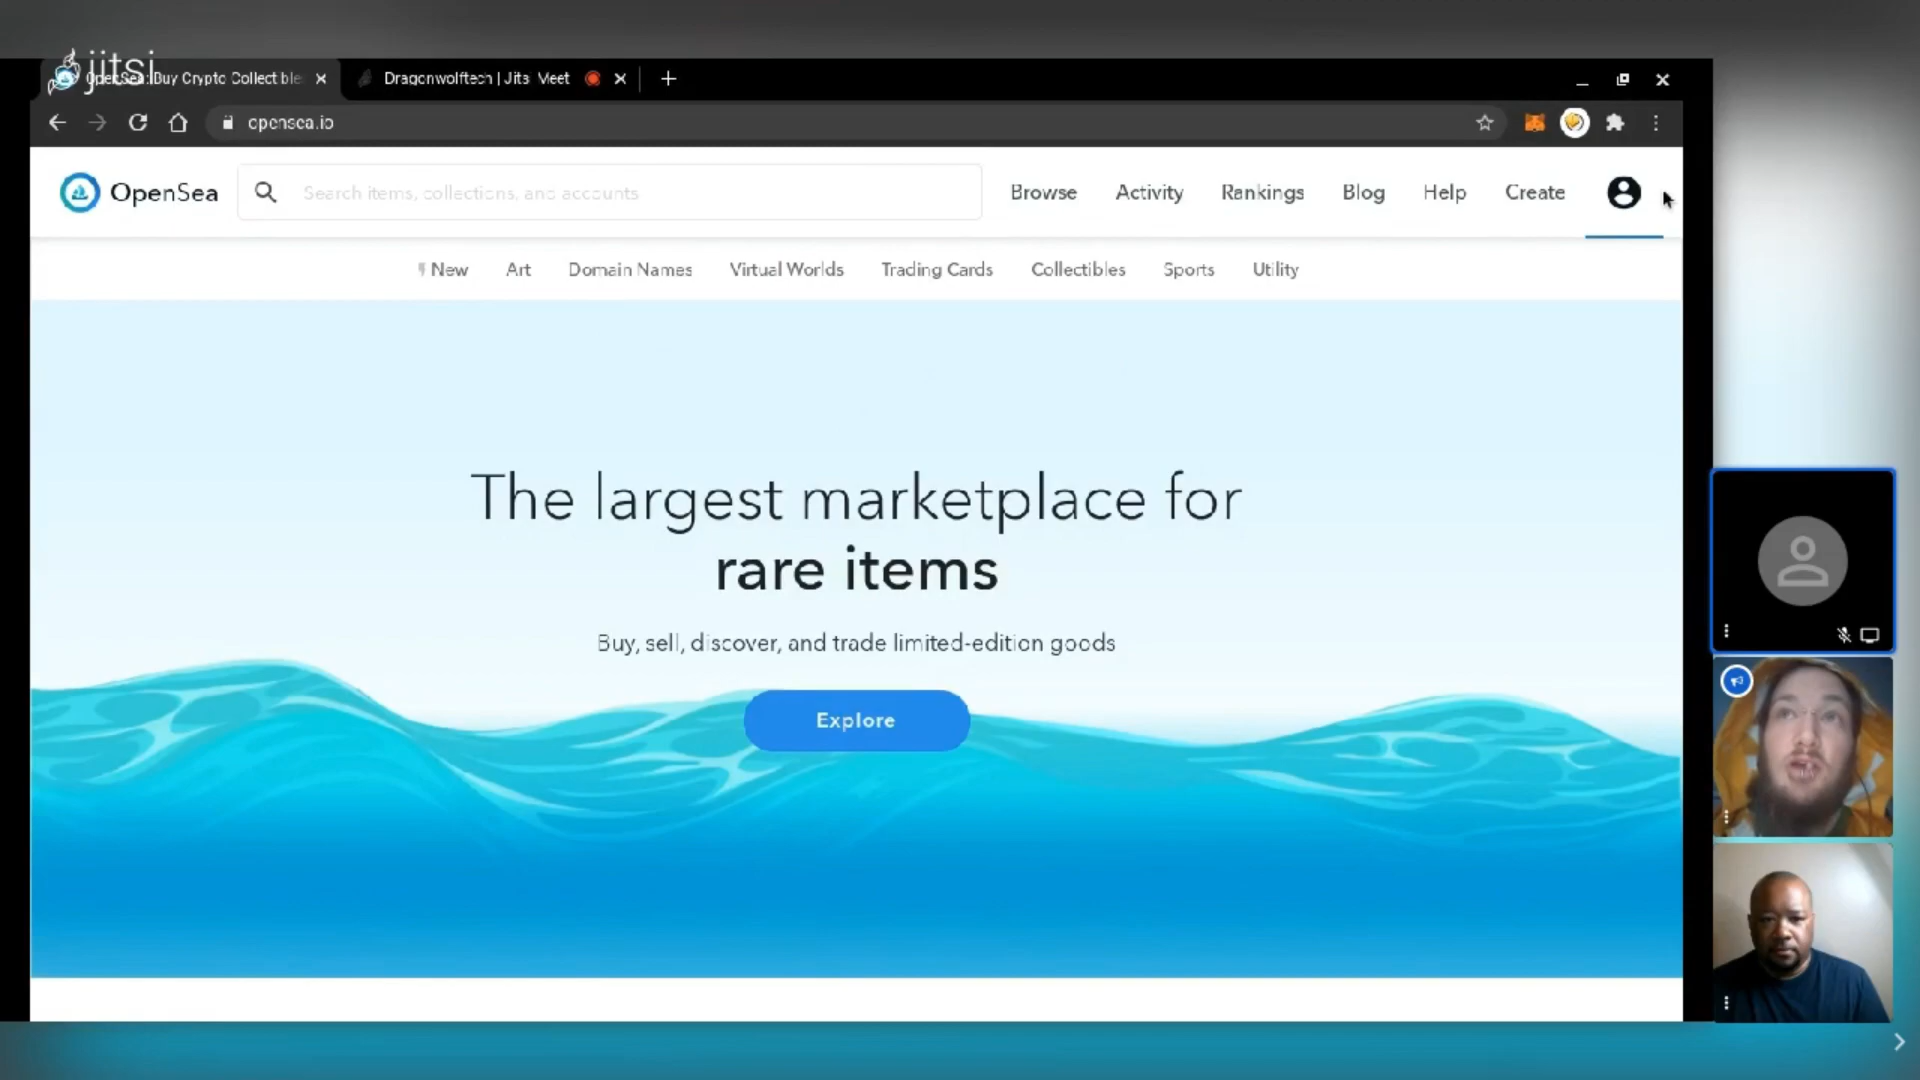 jitsi
OpenSea: Buy Crypto Collectible
Dragonwolftech | Jitsi Meet
opensea.io
OpenSea
Search items, collections, and accounts
Browse
Activity
Rankings
Blog
Help
Create
New
Art
Domain Names
Virtual Worlds
Trading Cards
Collectibles
Sports
Utility
The largest marketplace for
rare items
Buy, sell, discover, and trade limited-edition goods
Explore